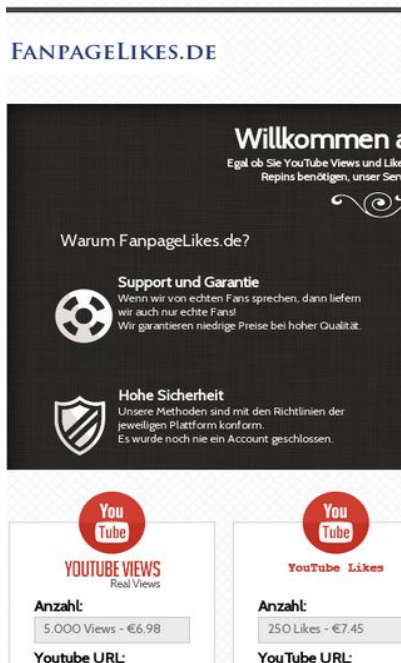 FANPAGELIKES.DE
Willkommen
Egal ob Sie YouTube Views und Like
Repins benötigen, unser Ser
Warum FanpageLikes.de?
Support und Garantie
Wenn wir von echten Fans sprechen, dann liefern
wir auch nur echte Fans!
Wir garantieren niedrige Preise bei hoher Qualität.
Hohe Sicherheit
Unsere Methoden sind mit den Richtlinien der
jeweiligen Plattform konform.
Es wurde noch nie ein Account geschlossen.
You
Tube
YOUTUBE VIEWS
Real Views
Anzahl:
5.000 Views - €6.98
Youtube URL:
You
Tube
YouTube Likes
Anzahl:
250 Likes - €7.45
YouTube URL: